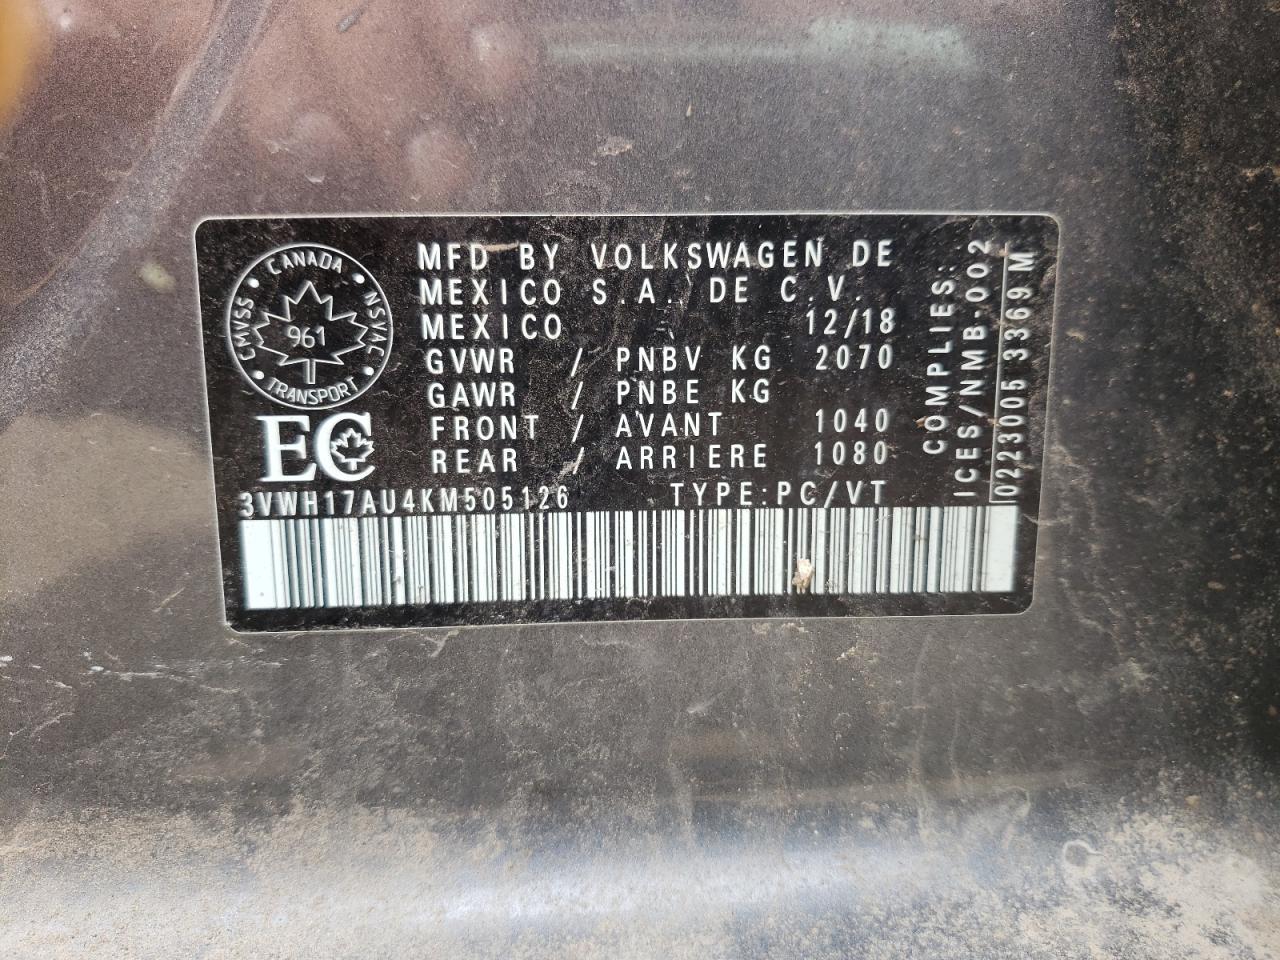 CANADA
CMVSS
NSVAC
961
TRANSPORT
EC
MFD BY VOLKSWAGEN DE
MEXICO S.A. DE C.V.
MEXICO 12/18
GVWR / PNBV KG 2070
GAWR / PNBE KG
FRONT / AVANT 1040
REAR / ARRIERE 1080
3VWH17AU4KM505126 TYPE:PC/VT
COMPLIES:
ICES/NMB-002
023005 3369 M